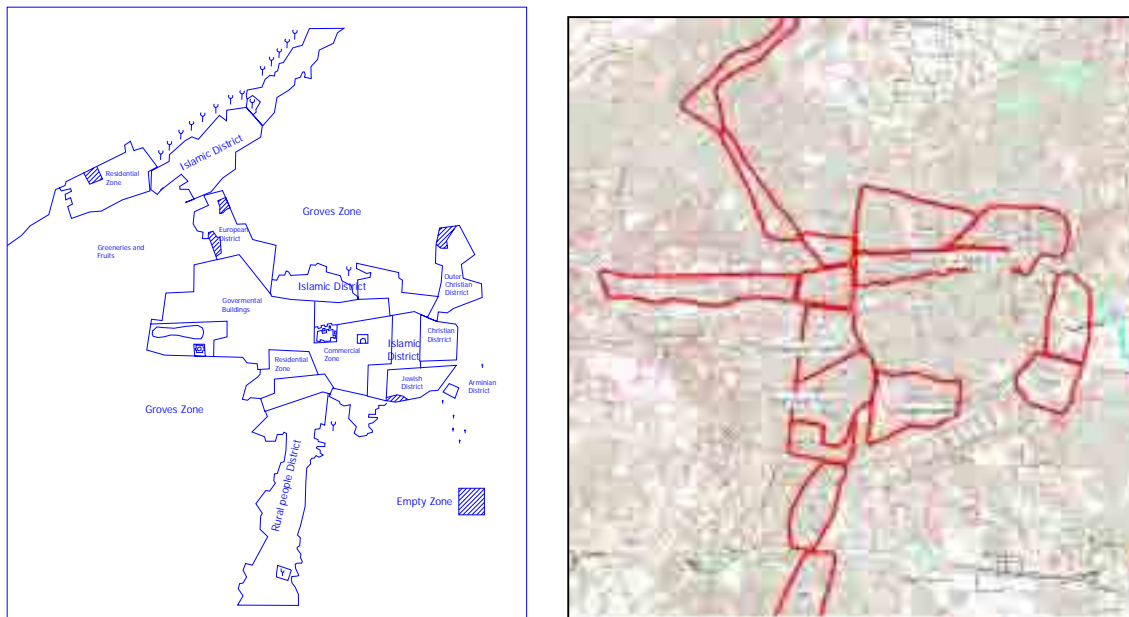 Islamic District
Residential
Zone
Groves Zone
European
District
Greeneries and
Fruits
Outer
Christian
District
Islamic District
Govermental
Buildings
Christian
Disrtrict
Islamic
District
Commercial
Zone
Residential
Zone
Jewish
District
Arminian
District
Groves Zone
Rural people District
Empty Zone